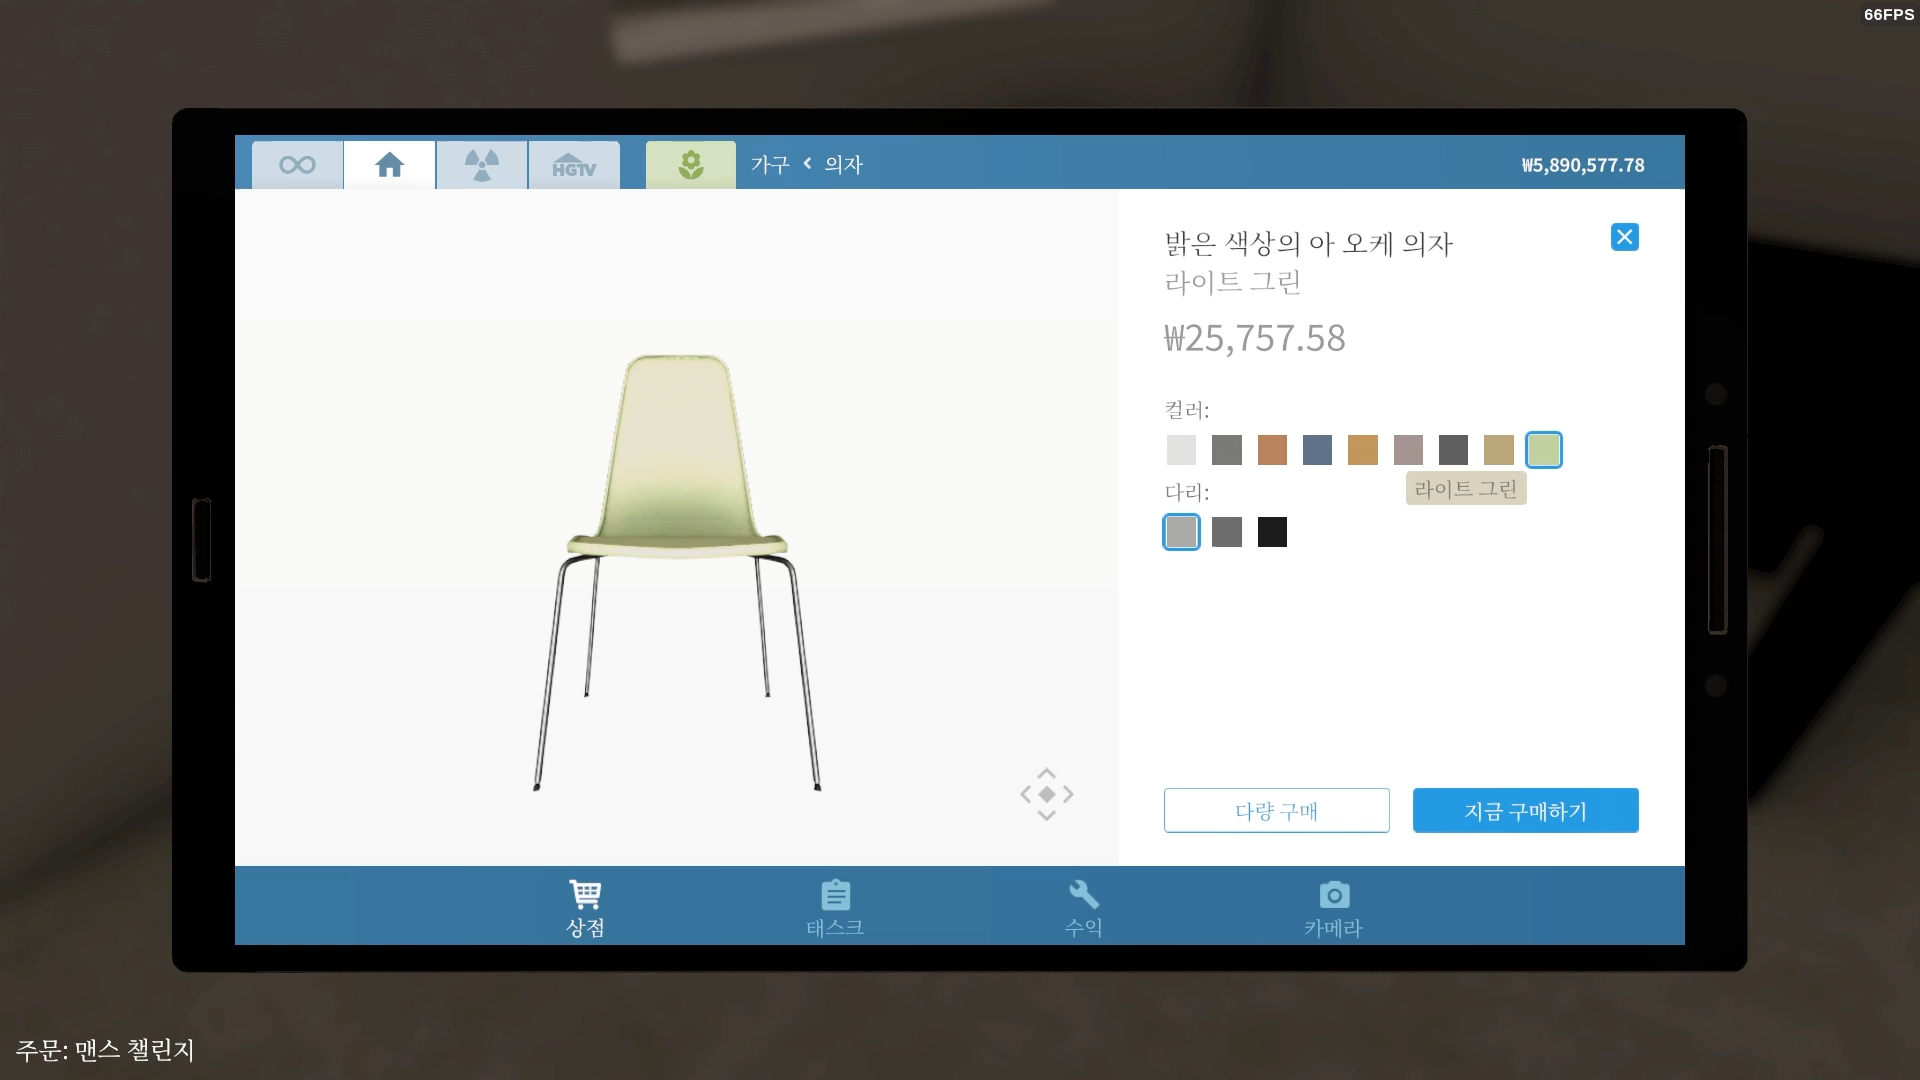 66FPS
HGTV
가구 < 의자
₩5,890,577.78
밝은 색상의 아 오케 의자
라이트 그린
₩25,757.58
컬러:
라이트 그린
다리:
다량 구매
지금 구매하기
상점
태스크
수익
카메라
주문: 맨스 챌린지